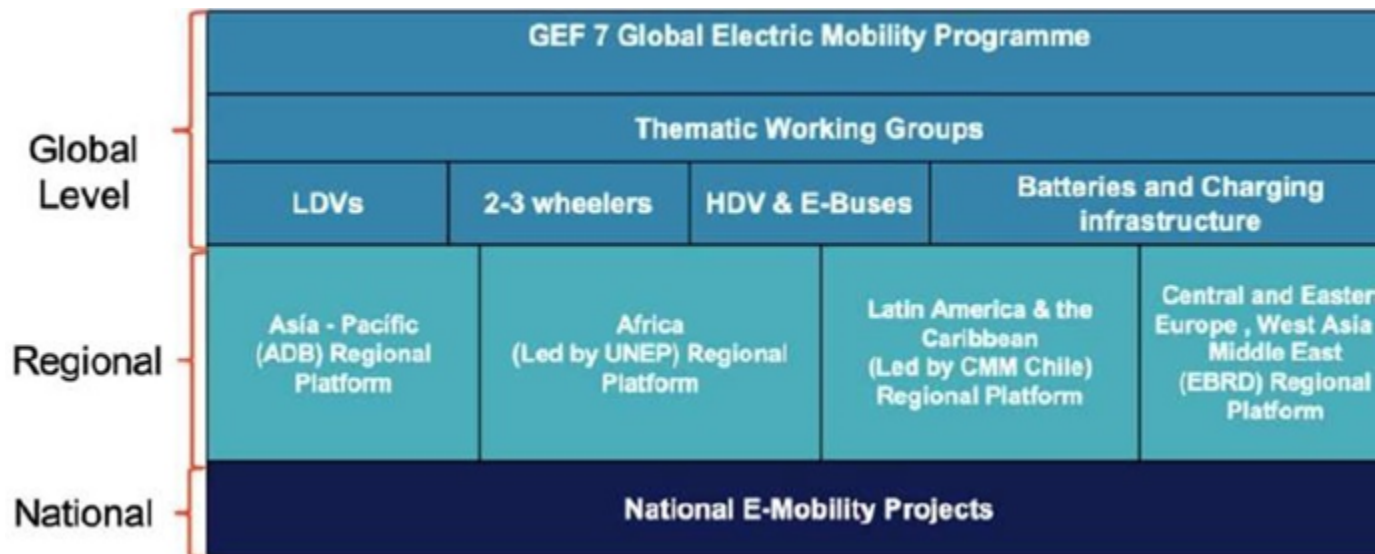 GEF 7 Global Electric Mobility Programme
Thematic Working Groups
Global
Level
LDVs
2-3 wheelers
HDV & E-Buses
Batteries and Charging
infrastructure
Regional
Asía - Pacífic
(ADB) Regional
Platform
Africa
(Led by UNEP) Regional
Platform
Latin America & the
Caribbean
(Led by CMM Chile)
Regional Platform
Central and Easter
Europe , West Asia
Middle East
(EBRD) Regional
Platform
National
National E-Mobility Projects